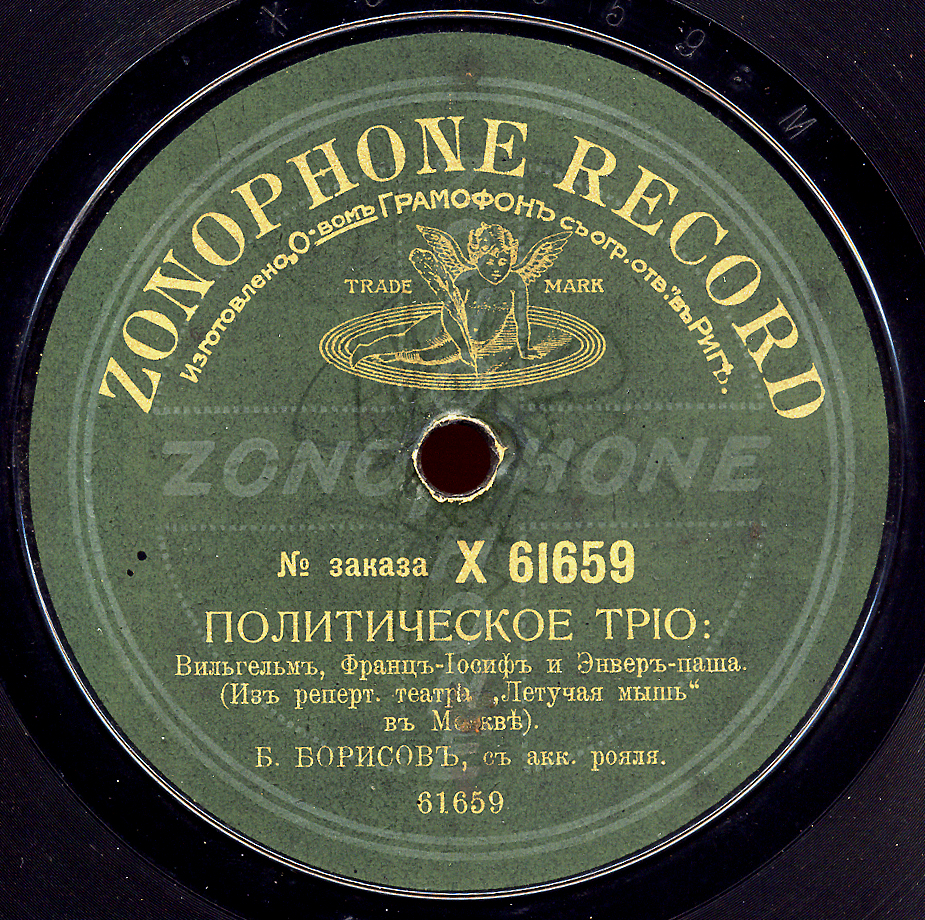 ZONOPHONE RECORD
Изготовлено „О-вомъ ГРАМОФОНЪ съ огр. отв.“ въ Ригѣ.
TRADE MARK
ZONOPHONE
№ заказа X 61659
ПОЛИТИЧЕСКОЕ ТРІО:
Вильгельмъ, Францъ-Іосифъ и Энверъ-паша.
(Изъ реперт. театра „Летучая мышь“
въ Москвѣ).
Б. БОРИСОВЪ, съ акк. рояля.
61659